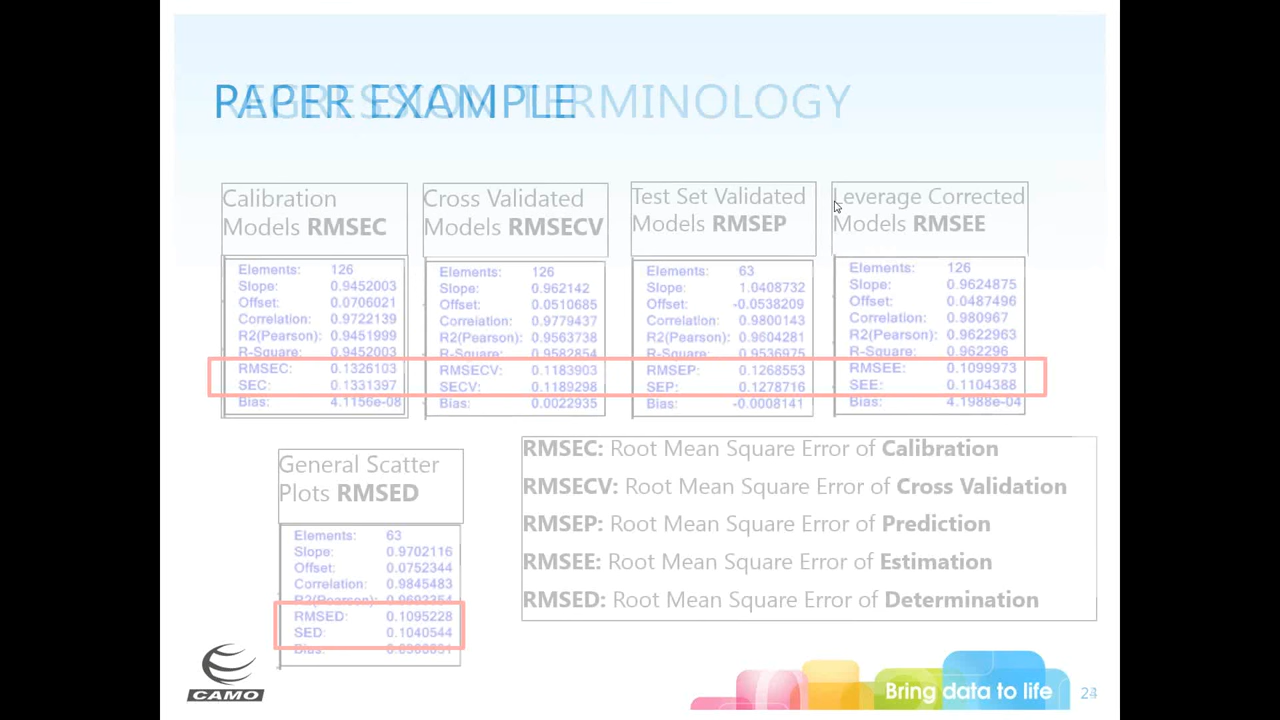 PAPER EXAMPLE
REGRESSION TERMINOLOGY
Calibration
Models RMSEC
Elements: 126
Slope: 0.9452003
Offset: 0.0706021
Correlation: 0.9722139
R2(Pearson): 0.9451999
R-Square: 0.9452003
RMSEC: 0.1326103
SEC: 0.1331397
Bias: 4.1156e-08
Cross Validated
Models RMSECV
Elements: 126
Slope: 0.962142
Offset: 0.0510685
Correlation: 0.9779437
R2(Pearson): 0.9563738
R-Square: 0.9582854
RMSECV: 0.1183903
SECV: 0.1189298
Bias: 0.0022935
Test Set Validated
Models RMSEP
Elements: 63
Slope: 1.0408732
Offset: -0.0538209
Correlation: 0.9800143
R2(Pearson): 0.9604281
R-Square: 0.9536975
RMSEP: 0.1268553
SEP: 0.1278716
Bias: -0.0008141
Leverage Corrected
Models RMSEE
Elements: 126
Slope: 0.9624875
Offset: 0.0487496
Correlation: 0.980967
R2(Pearson): 0.9622963
R-Square: 0.962296
RMSEE: 0.1099973
SEE: 0.1104388
Bias: 4.1988e-04
General Scatter
Plots RMSED
Elements: 63
Slope: 0.9702116
Offset: 0.0752344
Correlation: 0.9845483
R2(Pearson): 0.9693354
RMSED: 0.1095228
SED: 0.1040544
Bias:
RMSEC: Root Mean Square Error of Calibration
RMSECV: Root Mean Square Error of Cross Validation
RMSEP: Root Mean Square Error of Prediction
RMSEE: Root Mean Square Error of Estimation
RMSED: Root Mean Square Error of Determination
CAMO
Bring data to life